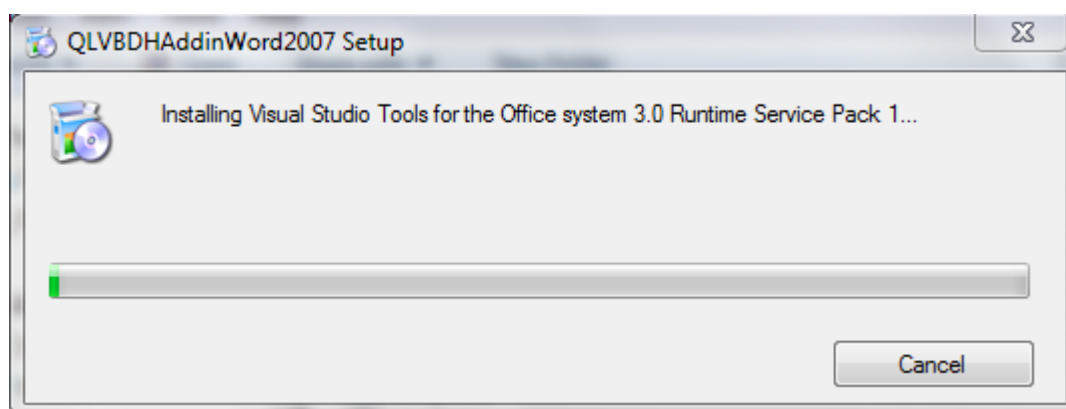 QLVBDHAddinWord2007 Setup
Installing Visual Studio Tools for the Office system 3.0 Runtime Service Pack 1...
Cancel